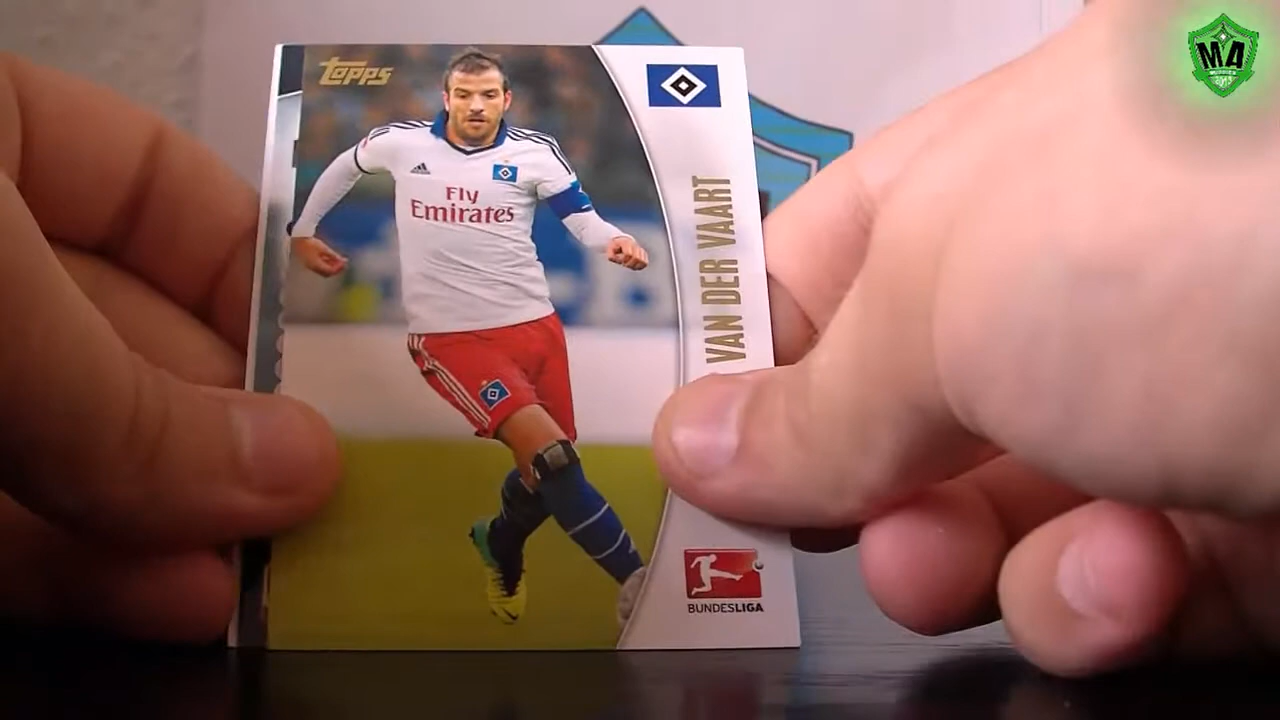 Topps
Fly
Emirates
VAN DER VAART
BUNDESLIGA
MA